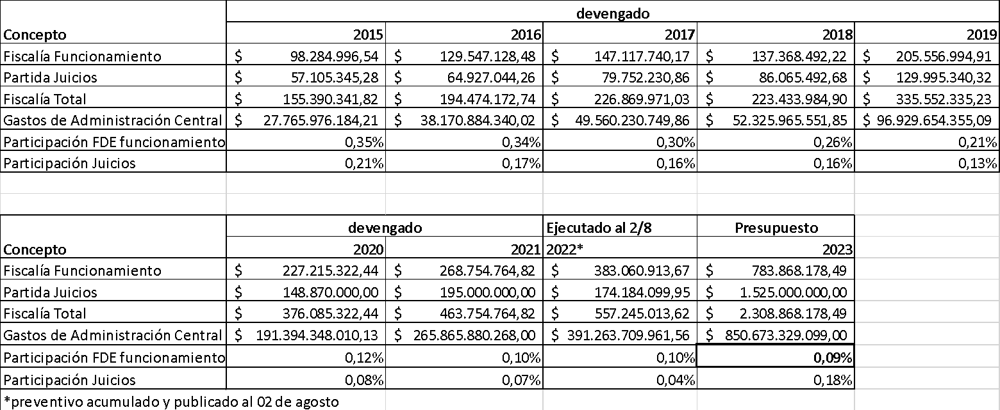 devengado
Concepto 2015 2016 2017 2018 2019
Fiscalía Funcionamiento $ 98.284.996,54 $ 129.547.128,48 $ 147.117.740,17 $ 137.368.492,22 $ 205.556.994,91
Partida Juicios $ 57.105.345,28 $ 64.927.044,26 $ 79.752.230,86 $ 86.065.492,68 $ 129.995.340,32
Fiscalía Total $ 155.390.341,82 $ 194.474.172,74 $ 226.869.971,03 $ 223.433.984,90 $ 335.552.335,23
Gastos de Administración Central $ 27.765.976.184,21 $ 38.170.884.340,02 $ 49.560.230.749,86 $ 52.325.965.551,85 $ 96.929.654.355,09
Participación FDE funcionamiento 0,35% 0,34% 0,30% 0,26% 0,21%
Participación Juicios 0,21% 0,17% 0,16% 0,16% 0,13%
devengado Ejecutado al 2/8 Presupuesto
Concepto 2020 2021 2022* 2023
Fiscalía Funcionamiento $ 227.215.322,44 $ 268.754.764,82 $ 383.060.913,67 $ 783.868.178,49
Partida Juicios $ 148.870.000,00 $ 195.000.000,00 $ 174.184.099,95 $ 1.525.000.000,00
Fiscalía Total $ 376.085.322,44 $ 463.754.764,82 $ 557.245.013,62 $ 2.308.868.178,49
Gastos de Administración Central $ 191.394.348.010,13 $ 265.865.880.268,00 $ 391.263.709.961,56 $ 850.673.329.099,00
Participación FDE funcionamiento 0,12% 0,10% 0,10% 0,09%
Participación Juicios 0,08% 0,07% 0,04% 0,18%
*preventivo acumulado y publicado al 02 de agosto